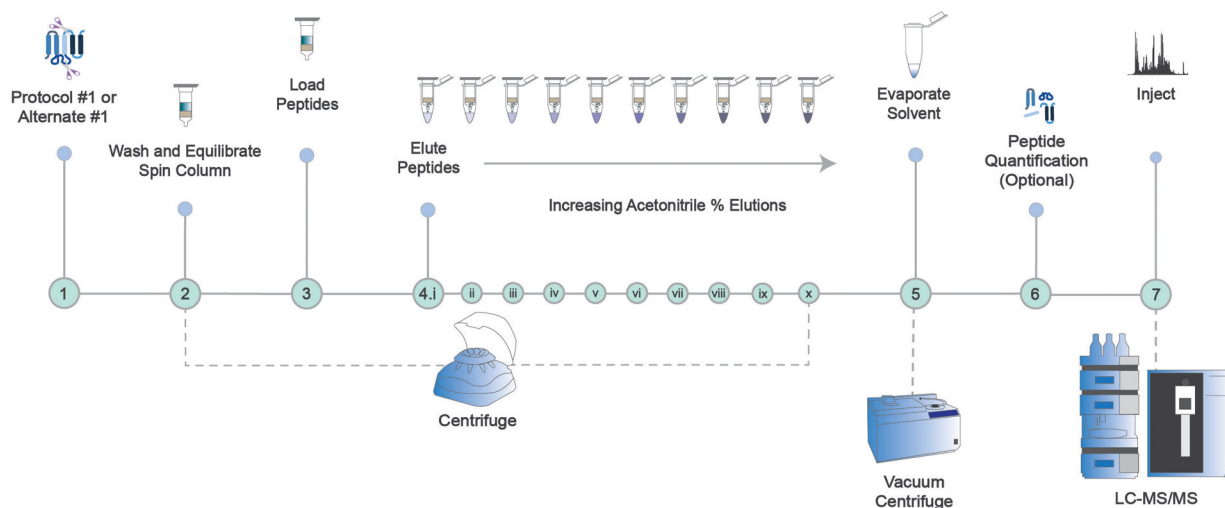 Protocol #1 or
Alternate #1
Wash and Equilibrate
Spin Column
Load
Peptides
Elute
Peptides
Increasing Acetonitrile % Elutions
Evaporate
Solvent
Peptide
Quantification
(Optional)
Inject
1
2
3
4.i
ii
iii
iv
v
vi
vii
viii
ix
x
5
6
7
Centrifuge
Vacuum
Centrifuge
LC-MS/MS